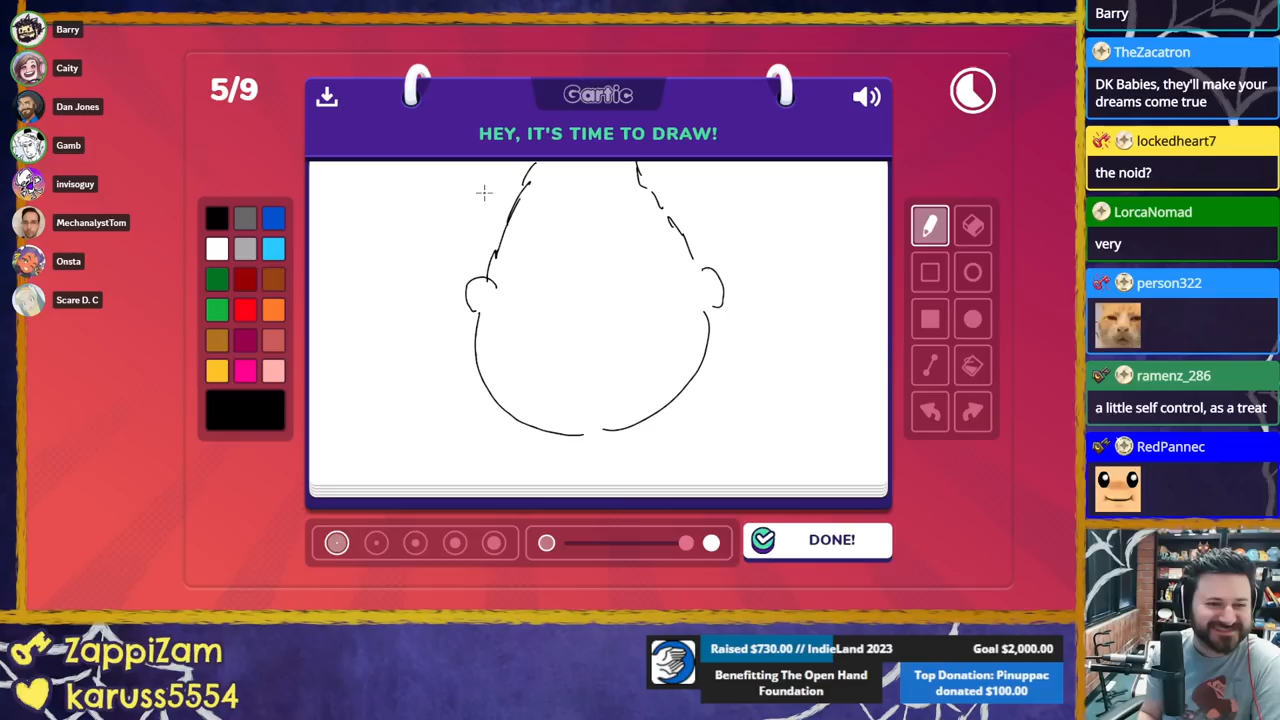 Barry
Caity
Dan Jones
Gamb
invisoguy
MechanalystTom
Onsta
Scare D. C
5/9
Gartic
HEY, IT'S TIME TO DRAW!
DONE!
Barry
TheZacatron
DK Babies, they'll make your
dreams come true
lockedheart7
the noid?
LorcaNomad
very
person322
ramenz_286
a little self control, as a treat
RedPannec
ZappiZam
karuss5554
Raised $730.00 // IndieLand 2023
Goal $2,000.00
Benefitting The Open Hand
Foundation
Top Donation: Pinuppac
donated $100.00